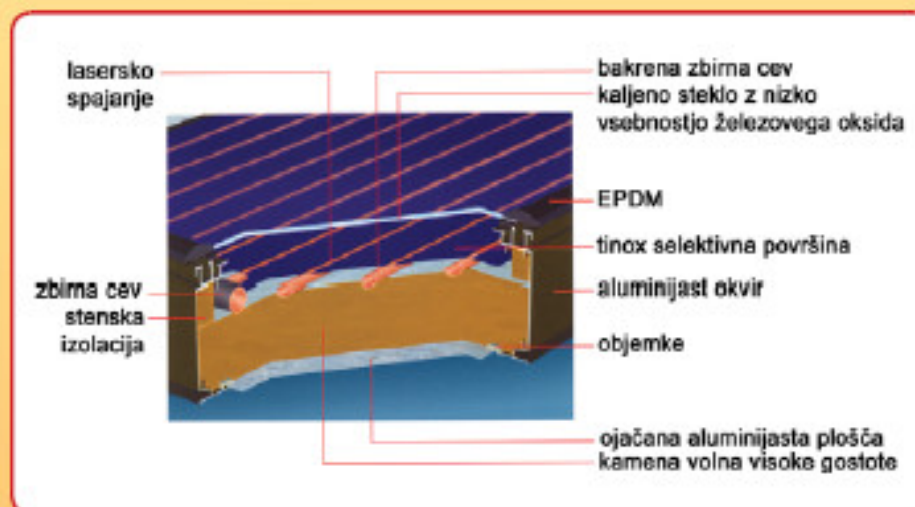 lasersko
spajanje
bakrena zbirna cev
kaljeno steklo z nizko
vsebnostjo železovega oksida
EPDM
tinox selektivna površina
zbirna cev
stenska
izolacija
aluminijast okvir
objemke
ojačana aluminijasta plošča
kamena volna visoke gostote